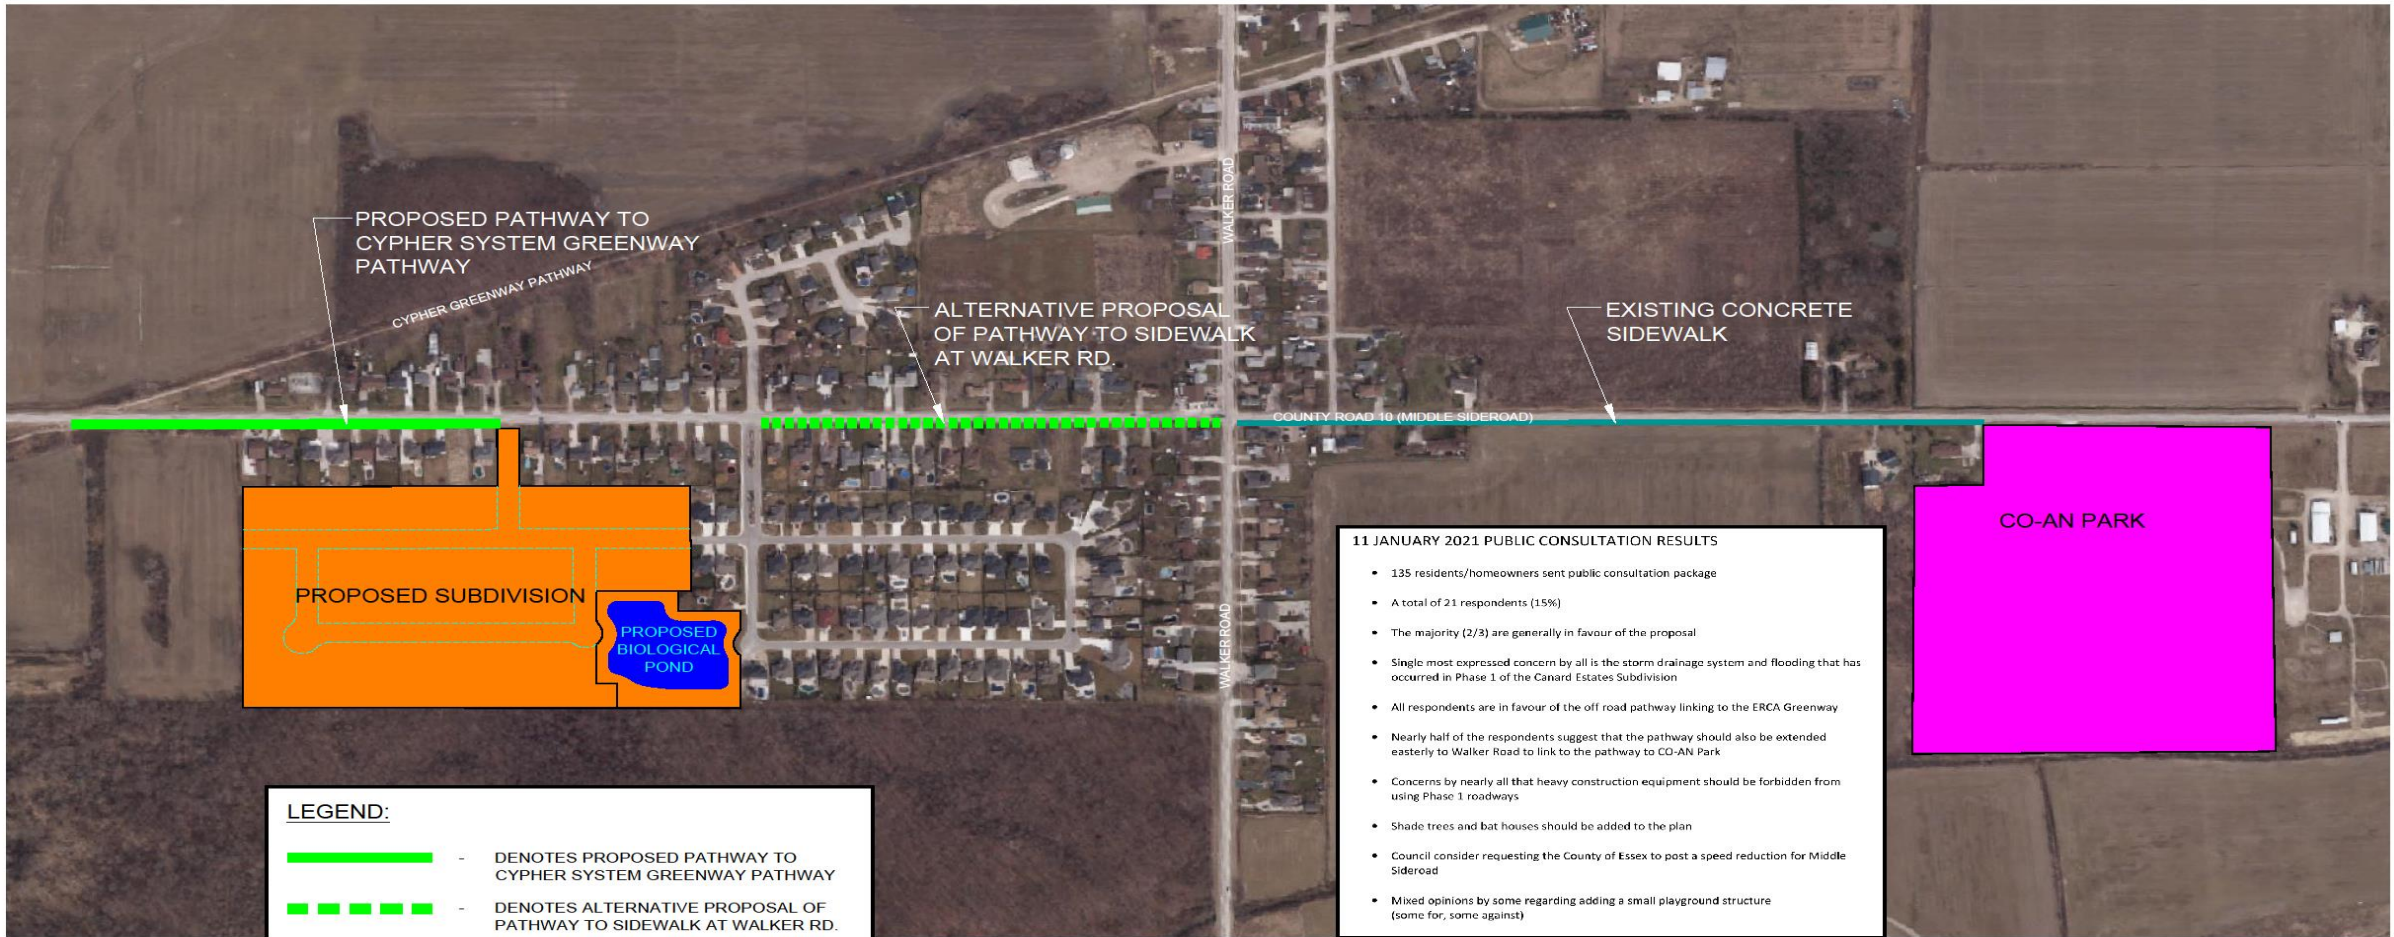 PROPOSED PATHWAY TO
CYPHER SYSTEM GREENWAY
PATHWAY
CYPHER GREENWAY PATHWAY
ALTERNATIVE PROPOSAL
OF PATHWAY TO SIDEWALK
AT WALKER RD.
WALKER ROAD
EXISTING CONCRETE
SIDEWALK
COUNTY ROAD 10 (MIDDLE SIDEROAD)
CO-AN PARK
PROPOSED SUBDIVISION
PROPOSED
BIOLOGICAL
POND
WALKER ROAD
11 JANUARY 2021 PUBLIC CONSULTATION RESULTS
• 135 residents/homeowners sent public consultation package
• A total of 21 respondents (15%)
• The majority (2/3) are generally in favour of the proposal
• Single most expressed concern by all is the storm drainage system and flooding that has
occurred in Phase 1 of the Canard Estates Subdivision
• All respondents are in favour of the off road pathway linking to the ERCA Greenway
• Nearly half of the respondents suggest that the pathway should also be extended
easterly to Walker Road to link to the pathway to CO-AN Park
• Concerns by nearly all that heavy construction equipment should be forbidden from
using Phase 1 roadways
• Shade trees and bat houses should be added to the plan
• Council consider requesting the County of Essex to post a speed reduction for Middle
Sideroad
• Mixed opinions by some regarding adding a small playground structure
(some for, some against)
LEGEND:
- DENOTES PROPOSED PATHWAY TO
CYPHER SYSTEM GREENWAY PATHWAY
- DENOTES ALTERNATIVE PROPOSAL OF
PATHWAY TO SIDEWALK AT WALKER RD.